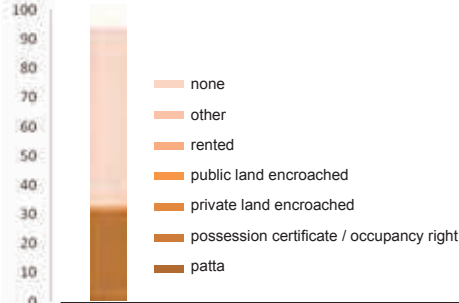 100
90
80
70
60
50
40
30
20
10
0
none
other
rented
public land encroached
private land encroached
possession certificate / occupancy right
patta